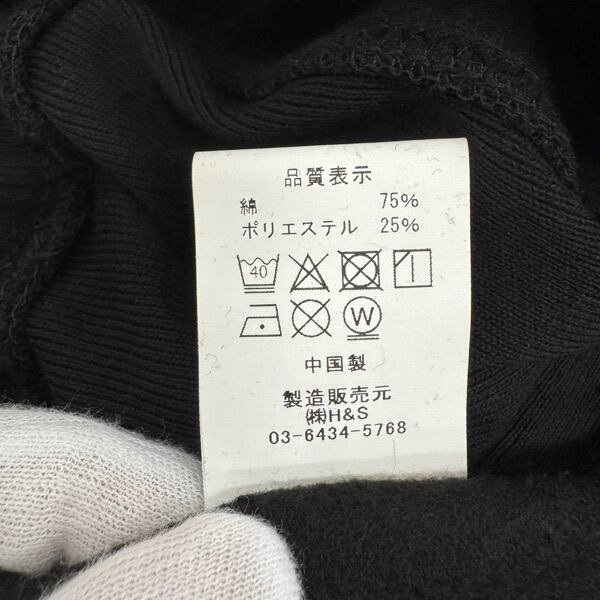 品質表示
綿 75%
ポリエステル 25%
40
W
中国製
製造販売元
㈱H&S
03-6434-5768